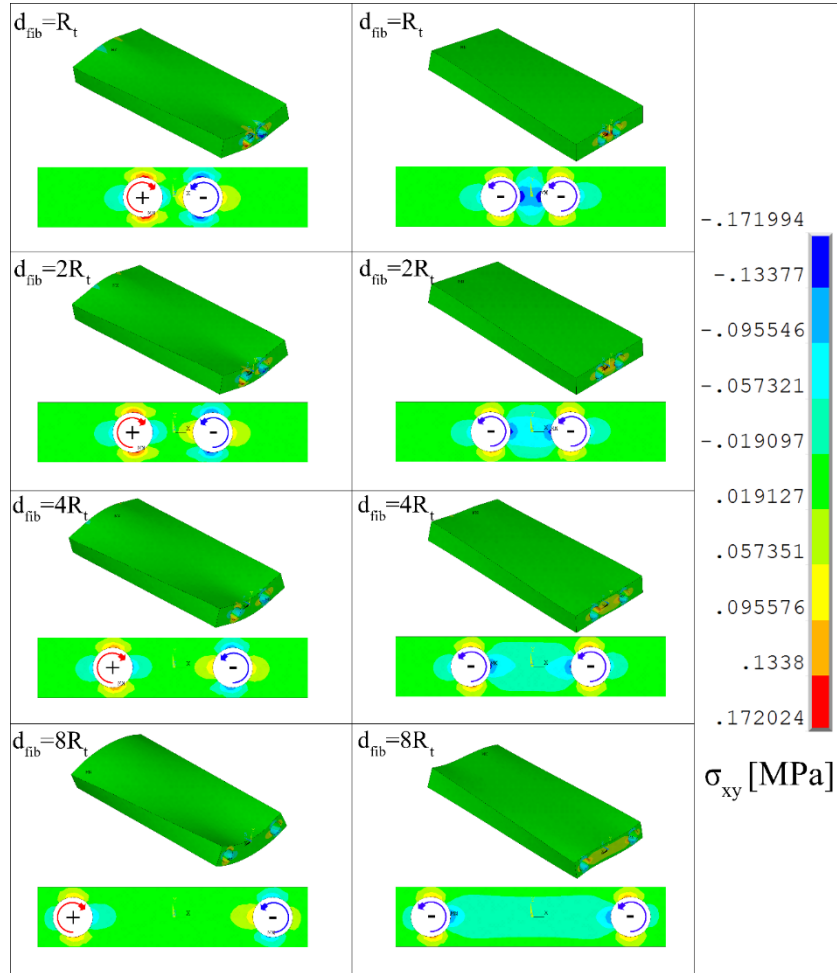 d_fib=R_t
+
-
d_fib=R_t
-
-
d_fib=2R_t
+
-
X
d_fib=2R_t
-
-
X
d_fib=4R_t
+
-
X
d_fib=4R_t
-
-
X
d_fib=8R_t
+
-
X
d_fib=8R_t
-
-
X
-.171994
-.13377
-.095546
-.057321
-.019097
.019127
.057351
.095576
.1338
.172024
σ_xy [MPa]